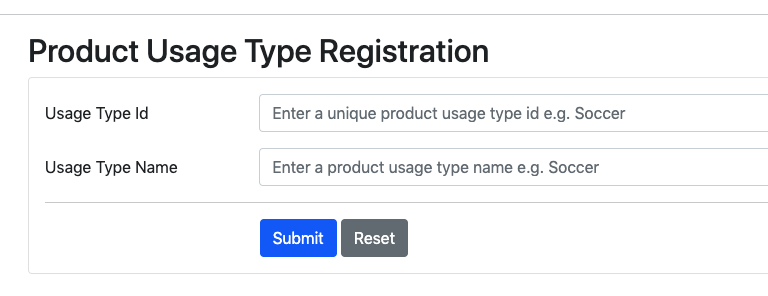 Product Usage Type Registration
Usage Type Id Enter a unique product usage type id e.g. Soccer
Usage Type Name Enter a product usage type name e.g. Soccer
Submit Reset